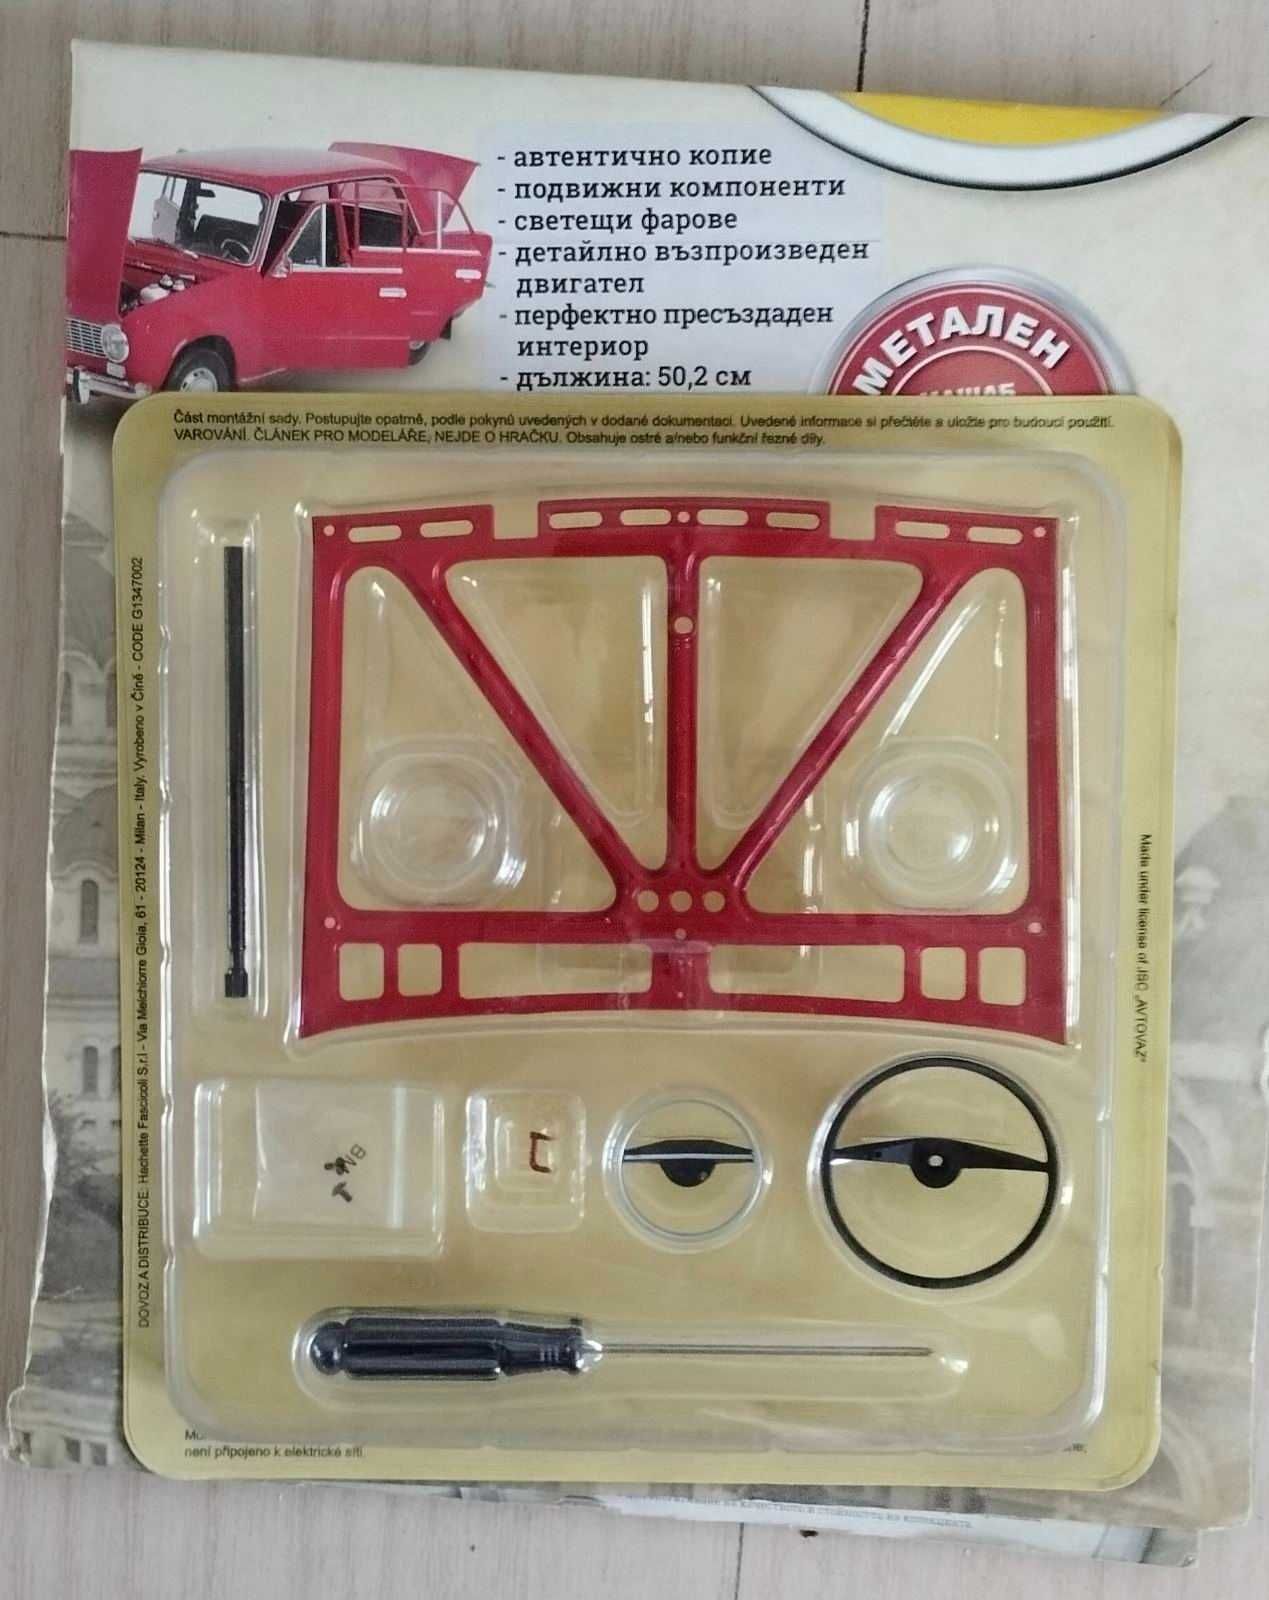 - автентично копие
- подвижни компоненти
- светещи фарове
- детайлно възпроизведен
двигател
- перфектно пресъздаден
интериор
- дължина: 50,2 см
МЕТАЛЕН
Část montážní sady. Postupujte opatrně, podle pokynů uvedených v dodané dokumentaci. Uvedené informace si přečtěte a uložte pro budoucí použití.
VAROVÁNÍ. ČLÁNEK PRO MODELÁŘE, NEJDE O HRAČKU. Obsahuje ostré a/nebo funkční řezné díly.
DOVOZ A DISTRIBUCE: Hachette Fascicoli S.r.l - Via Melchiorre Gioia, 61 - 20124 - Milan - Italy. Vyrobeno v Číně - CODE G1347002
Made under license of JSC „AVTOVAZ"
BM
není připojeno k elektrické síti.